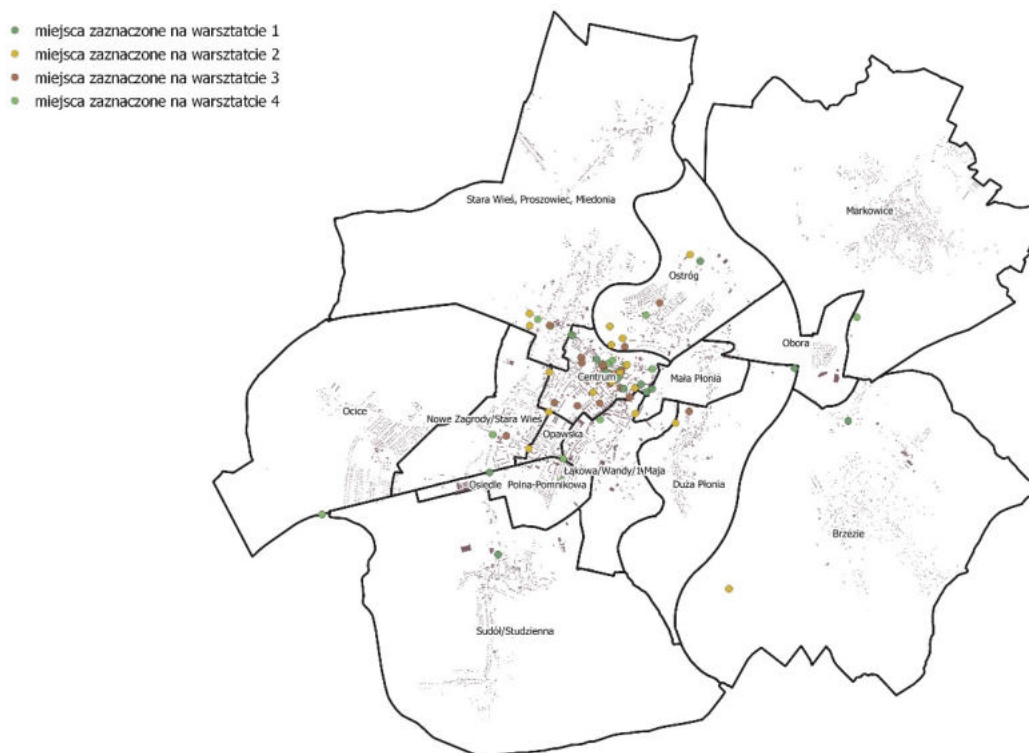 miejsca zaznaczone na warsztatcie 1
miejsca zaznaczone na warsztatcie 2
miejsca zaznaczone na warsztatcie 3
miejsca zaznaczone na warsztatcie 4
Stara Wieś, Proszowiec, Miedonia
Markowice
Ostróg
Obora
Centrum
Mała Płonia
Ocice
Nowe Zagrody/Stara Wieś
Opawska
Łąkowa/Wandy/1 Maja
Osiedle Polna-Pomnikowa
Duża Płonia
Brzezie
Sudół/Studzienna